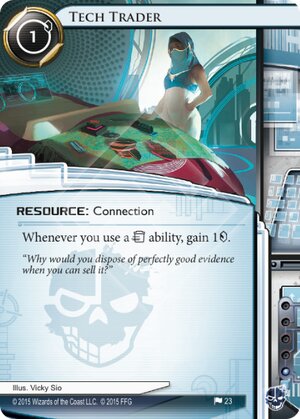 TECH TRADER
1
RESOURCE: Connection
Whenever you use a ability, gain 1.
“Why would you dispose of perfectly good evidence
when you can sell it?”
Illus. Vicky Sio
© 2015 Wizards of the Coast LLC. © 2015 FFG
23